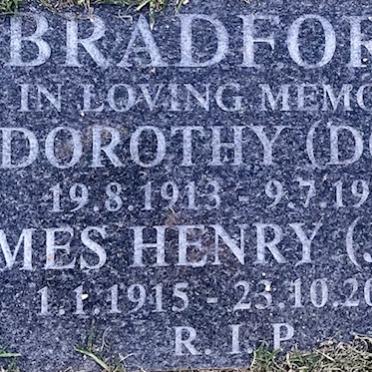 BRADFOR
IN LOVING MEMO
DOROTHY (DO
19.8.1913 - 9.7.19
MES HENRY (J
1.1.1915 - 23.10.20
R. I. P